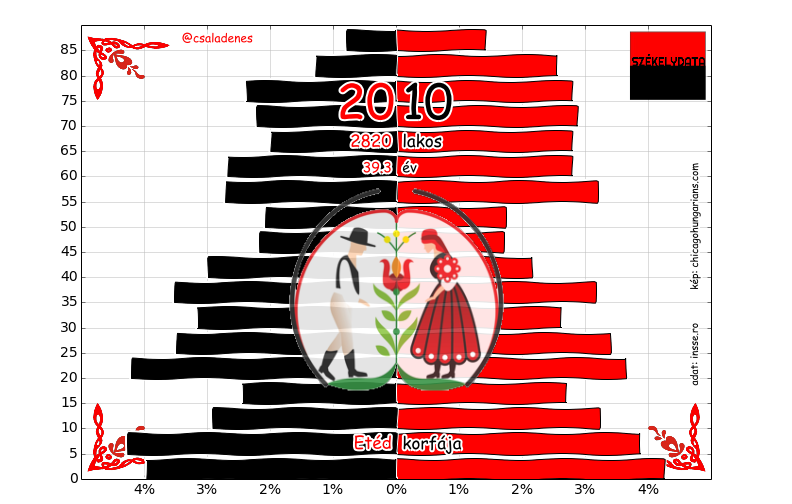 @csaladenes
SZÉKELYDATA
2010
2820 lakos
39.3 év
Etéd korfája
kép: chicagohungarians.com
adat: insse.ro
85
80
75
70
65
60
55
50
45
40
35
30
25
20
15
10
5
0
4% 3% 2% 1% 0% 1% 2% 3% 4%